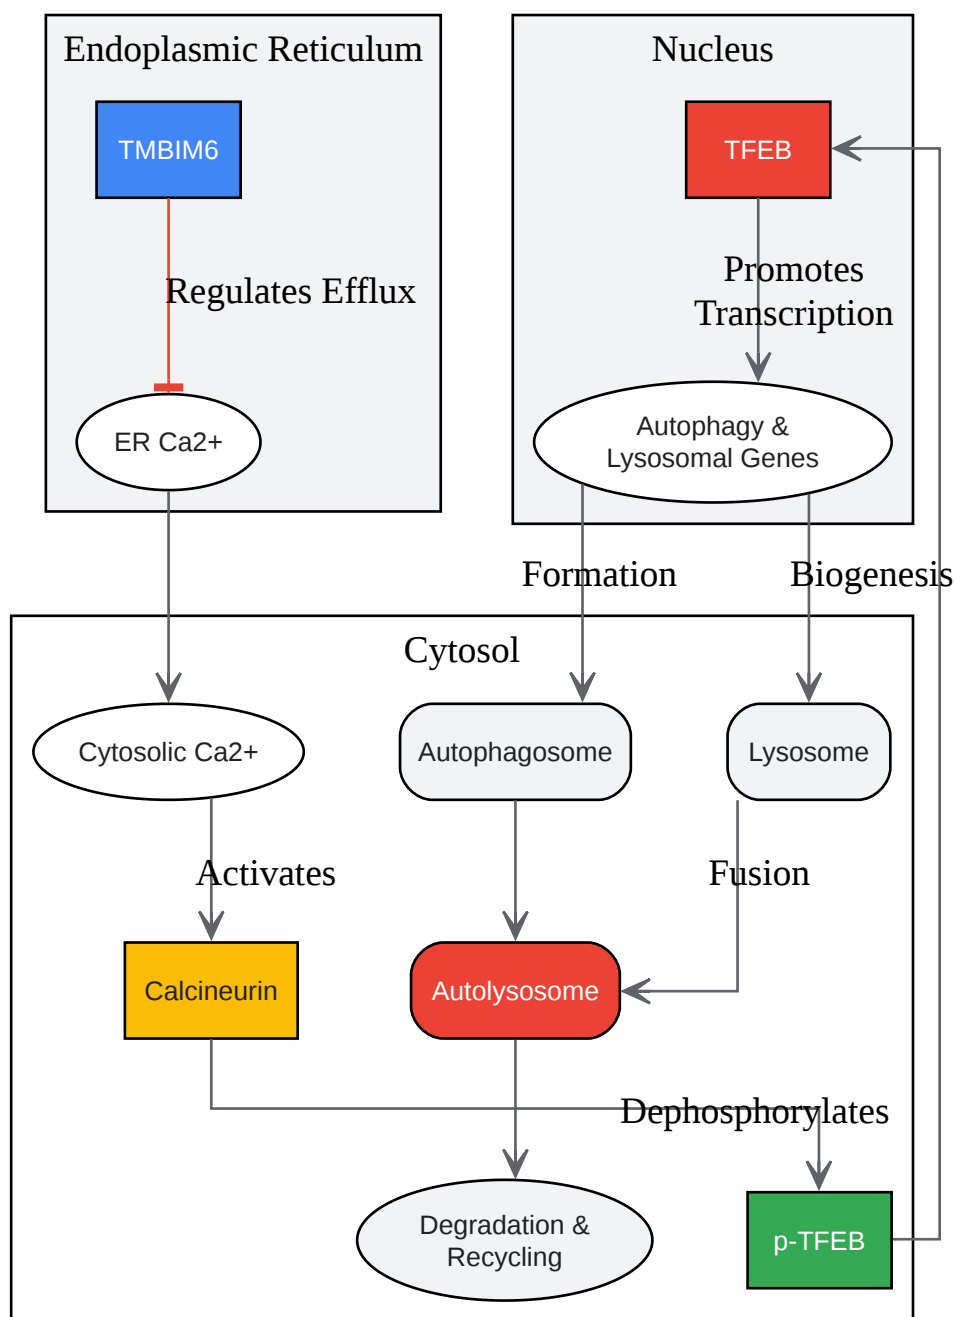 Endoplasmic Reticulum
TMBIM6
Regulates Efflux
ER Ca2+
Nucleus
TFEB
Promotes
Transcription
Autophagy &
Lysosomal Genes
Formation
Biogenesis
Cytosol
Cytosolic Ca2+
Autophagosome
Lysosome
Activates
Fusion
Calcineurin
Autolysosome
Dephosphorylates
Degradation &
Recycling
p-TFEB